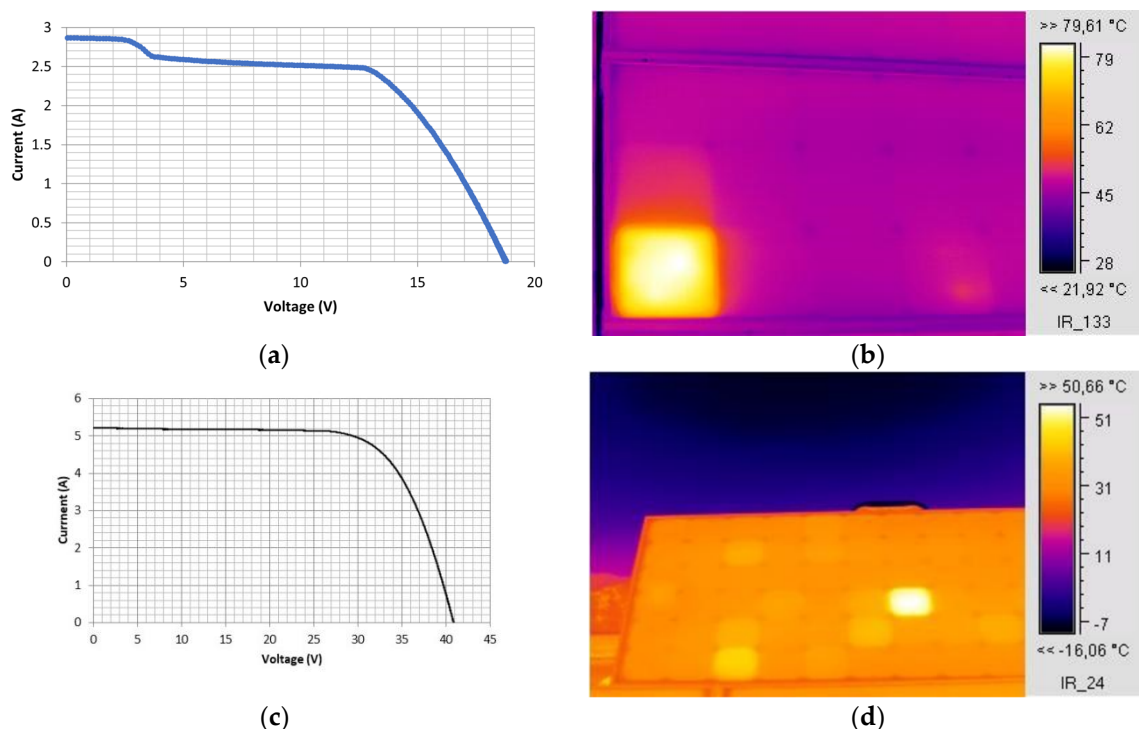 3
2.5
2
1.5
1
0.5
0
0 5 10 15 20
Current (A)
Voltage (V)
(a)
>> 79,61 °C
79
62
45
28
<< 21,92 °C
IR_133
(b)
6
5
4
3
2
1
0
0 5 10 15 20 25 30 35 40 45
Currnent (A)
Voltage (V)
(c)
>> 50,66 °C
51
31
11
-7
<< -16,06 °C
IR_24
(d)